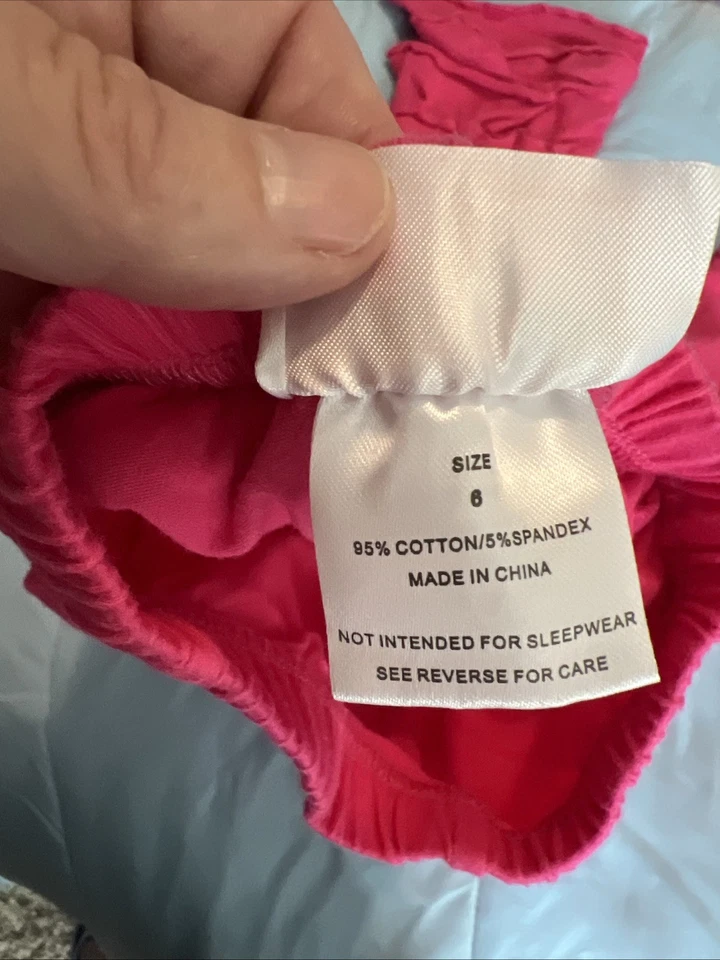 SIZE
6
95% COTTON/5%SPANDEX
MADE IN CHINA
NOT INTENDED FOR SLEEPWEAR
SEE REVERSE FOR CARE